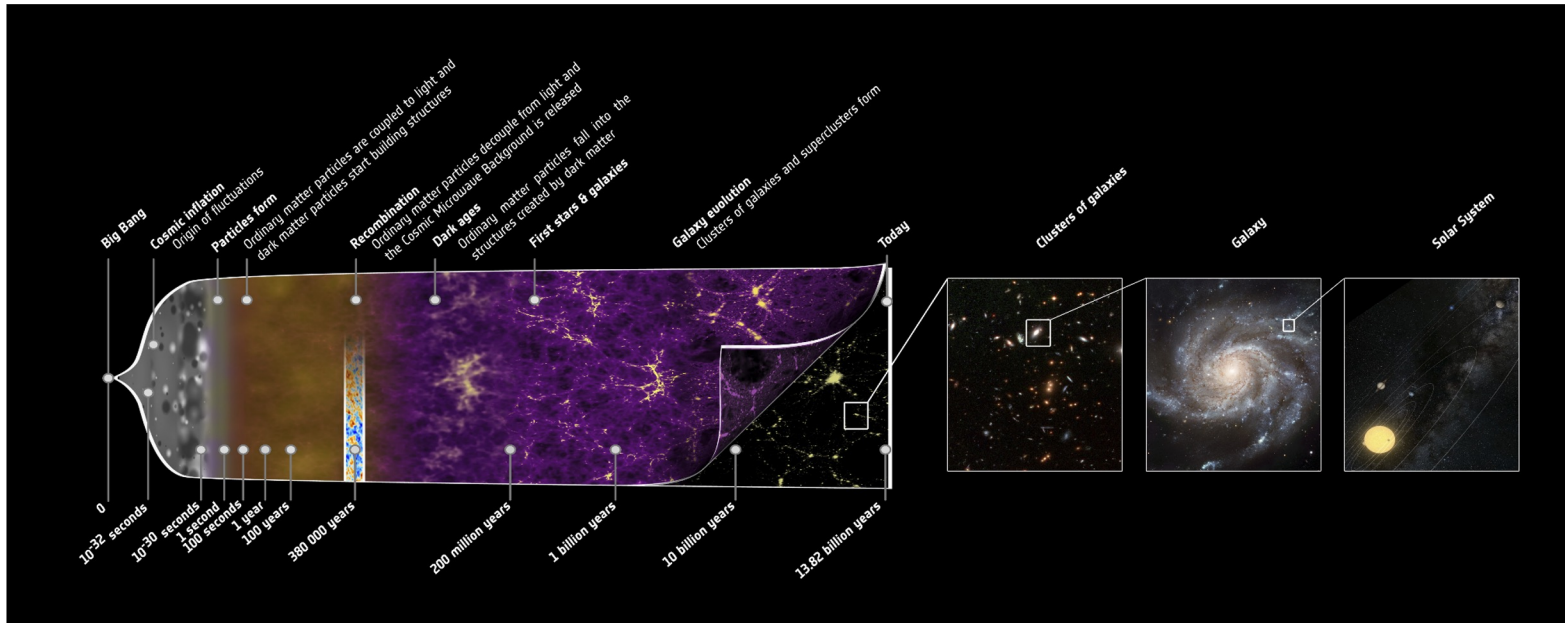 Big Bang
Cosmic inflation
Origin of fluctuations
Particles form
Ordinary matter particles are coupled to light and
dark matter particles start building structures
Recombination
Ordinary matter particles decouple from light and
the Cosmic Microwave Background is released
Dark ages
Ordinary matter particles fall into the
structures created by dark matter
First stars & galaxies
Galaxy evolution
Clusters of galaxies and superclusters form
Today
Clusters of galaxies
Galaxy
Solar System
0
10-32 seconds
10-30 seconds
1 second
100 seconds
1 year
100 years
380 000 years
200 million years
1 billion years
10 billion years
13.82 billion years